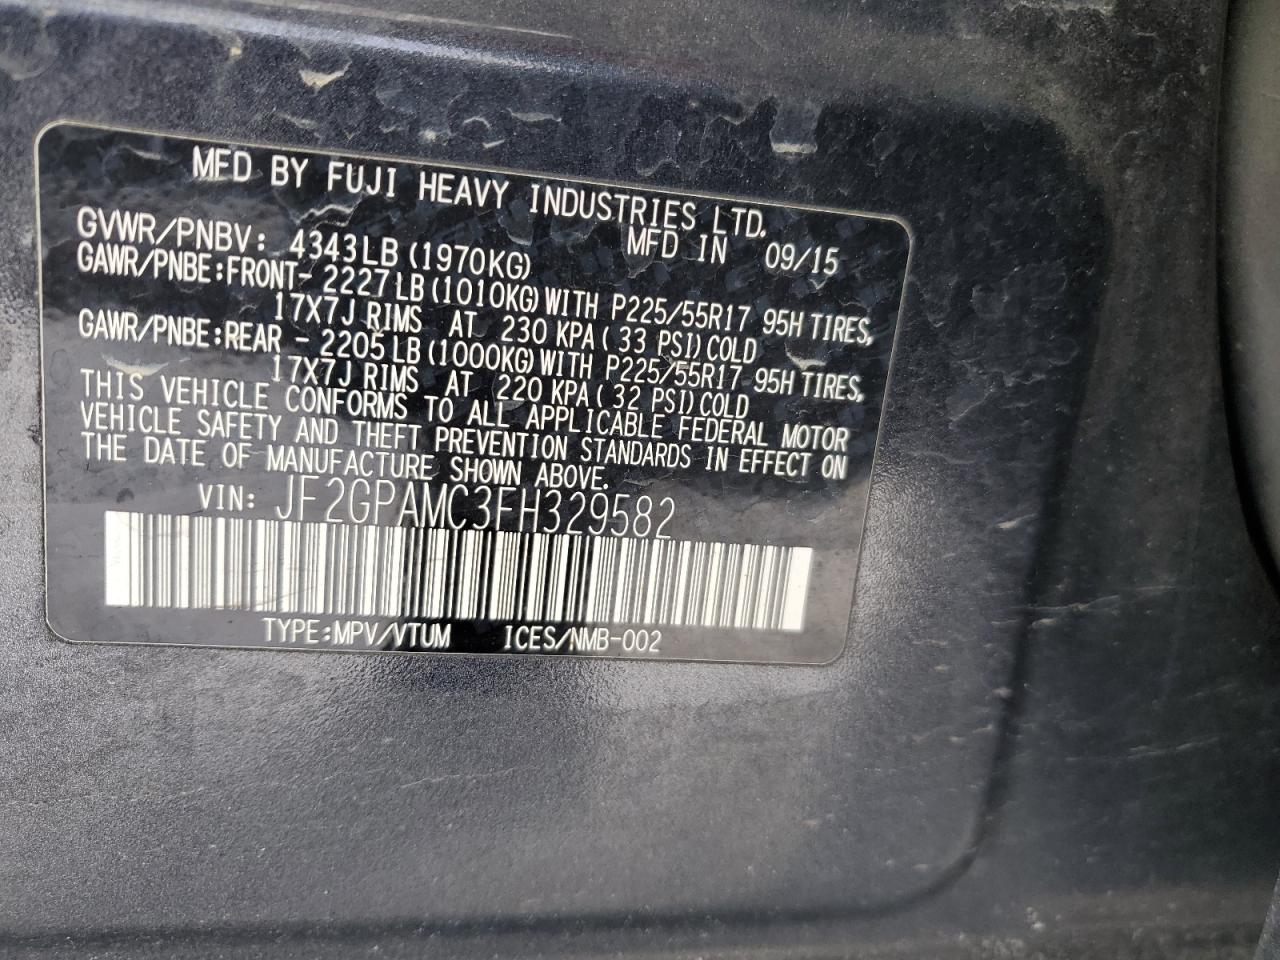 MFD BY FUJI HEAVY INDUSTRIES LTD.
MFD IN 09/15
GVWR/PNBV: 4343LB (1970KG)
GAWR/PNBE:FRONT- 2227LB (1010KG) WITH P225/55R17 95H TIRES,
17X7J RIMS AT 230 KPA ( 33 PSI) COLD
GAWR/PNBE:REAR - 2205LB (1000KG) WITH P225/55R17 95H TIRES,
17X7J RIMS AT 220 KPA ( 32 PSI) COLD
THIS VEHICLE CONFORMS TO ALL APPLICABLE FEDERAL MOTOR
VEHICLE SAFETY AND THEFT PREVENTION STANDARDS IN EFFECT ON
THE DATE OF MANUFACTURE SHOWN ABOVE.
VIN: JF2GPAMC3FH329582
TYPE:MPV/VTUM ICES/NMB-002